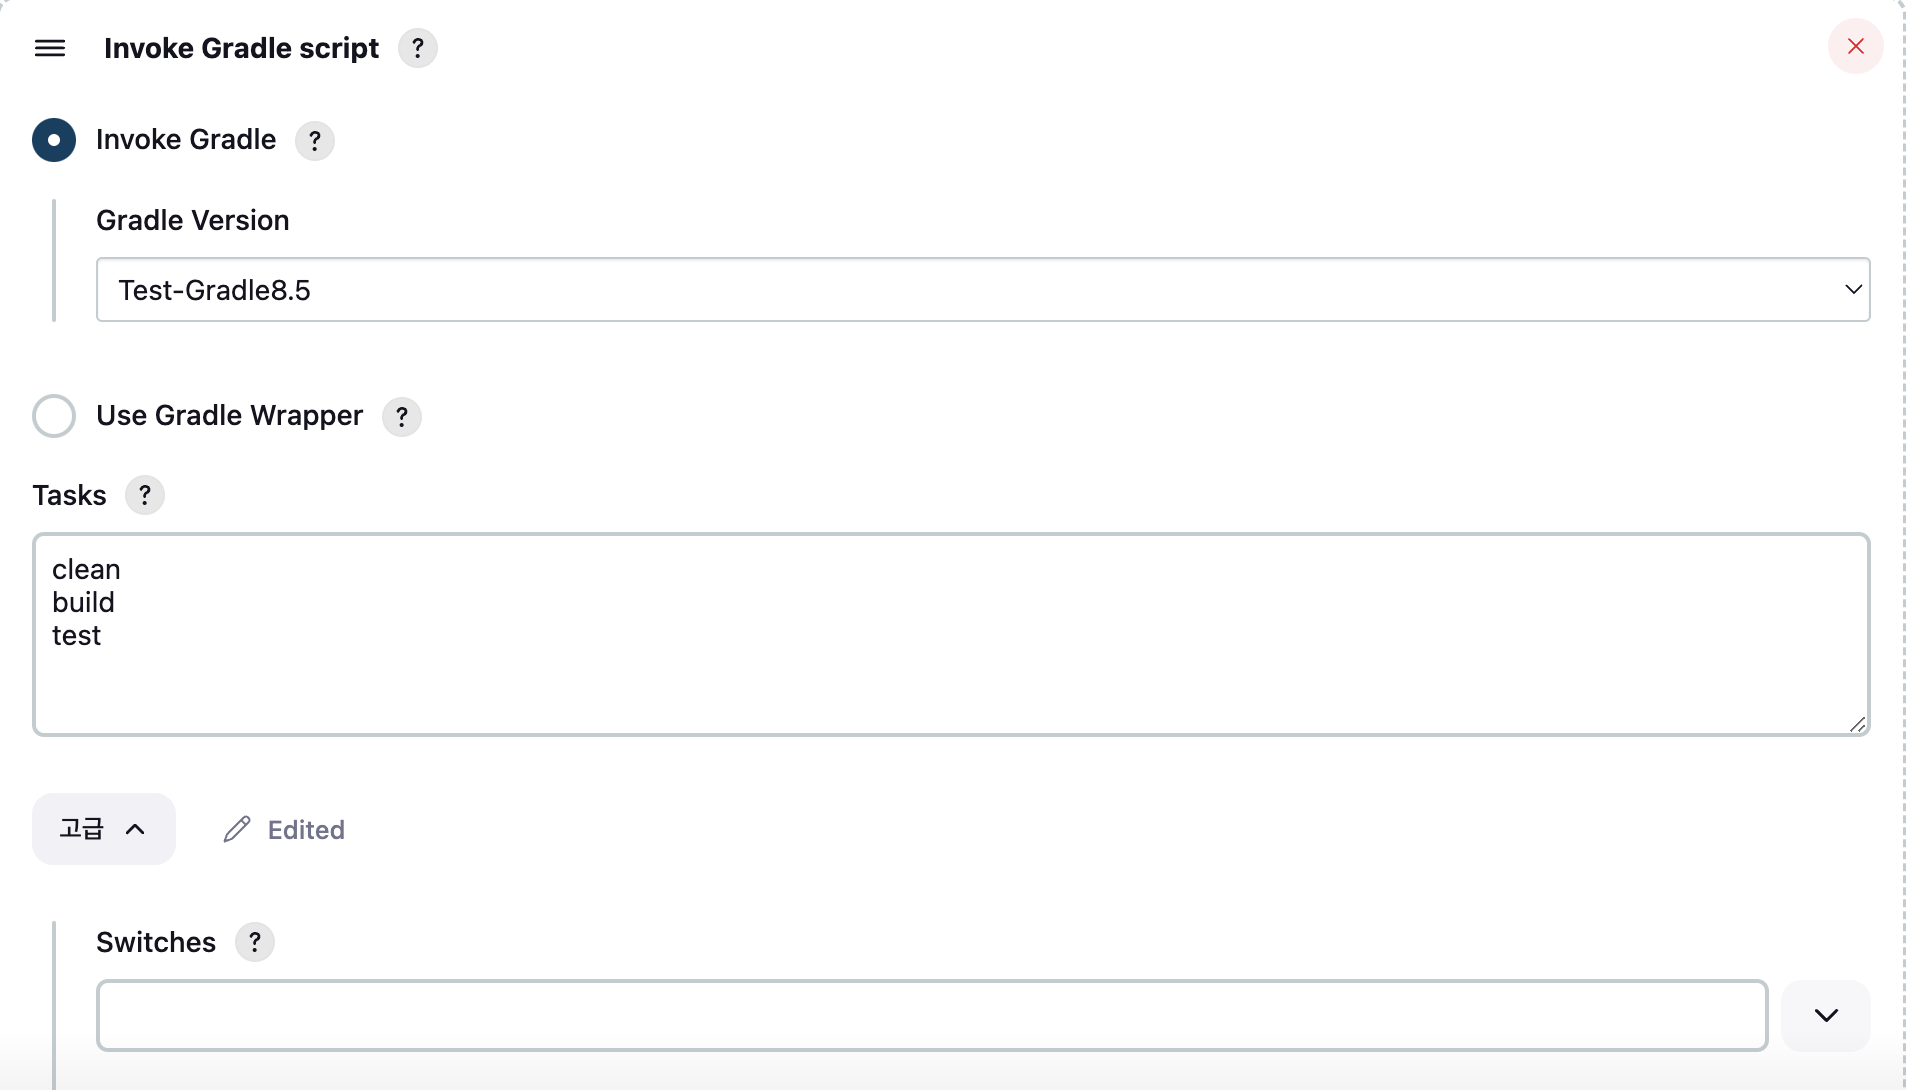 Invoke Gradle script ?
Invoke Gradle ?
Gradle Version
Test-Gradle8.5
Use Gradle Wrapper ?
Tasks ?
clean
build
test
고급 Edited
Switches ?